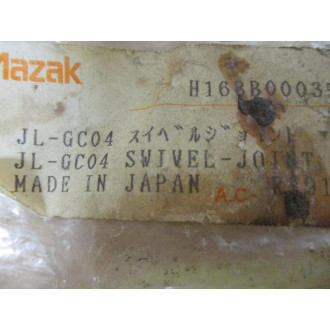 Mazak
H168B00035
JL-GC04 スイベルジョイント
JL-GC04 SWIVEL-JOINT
MADE IN JAPAN
A.C